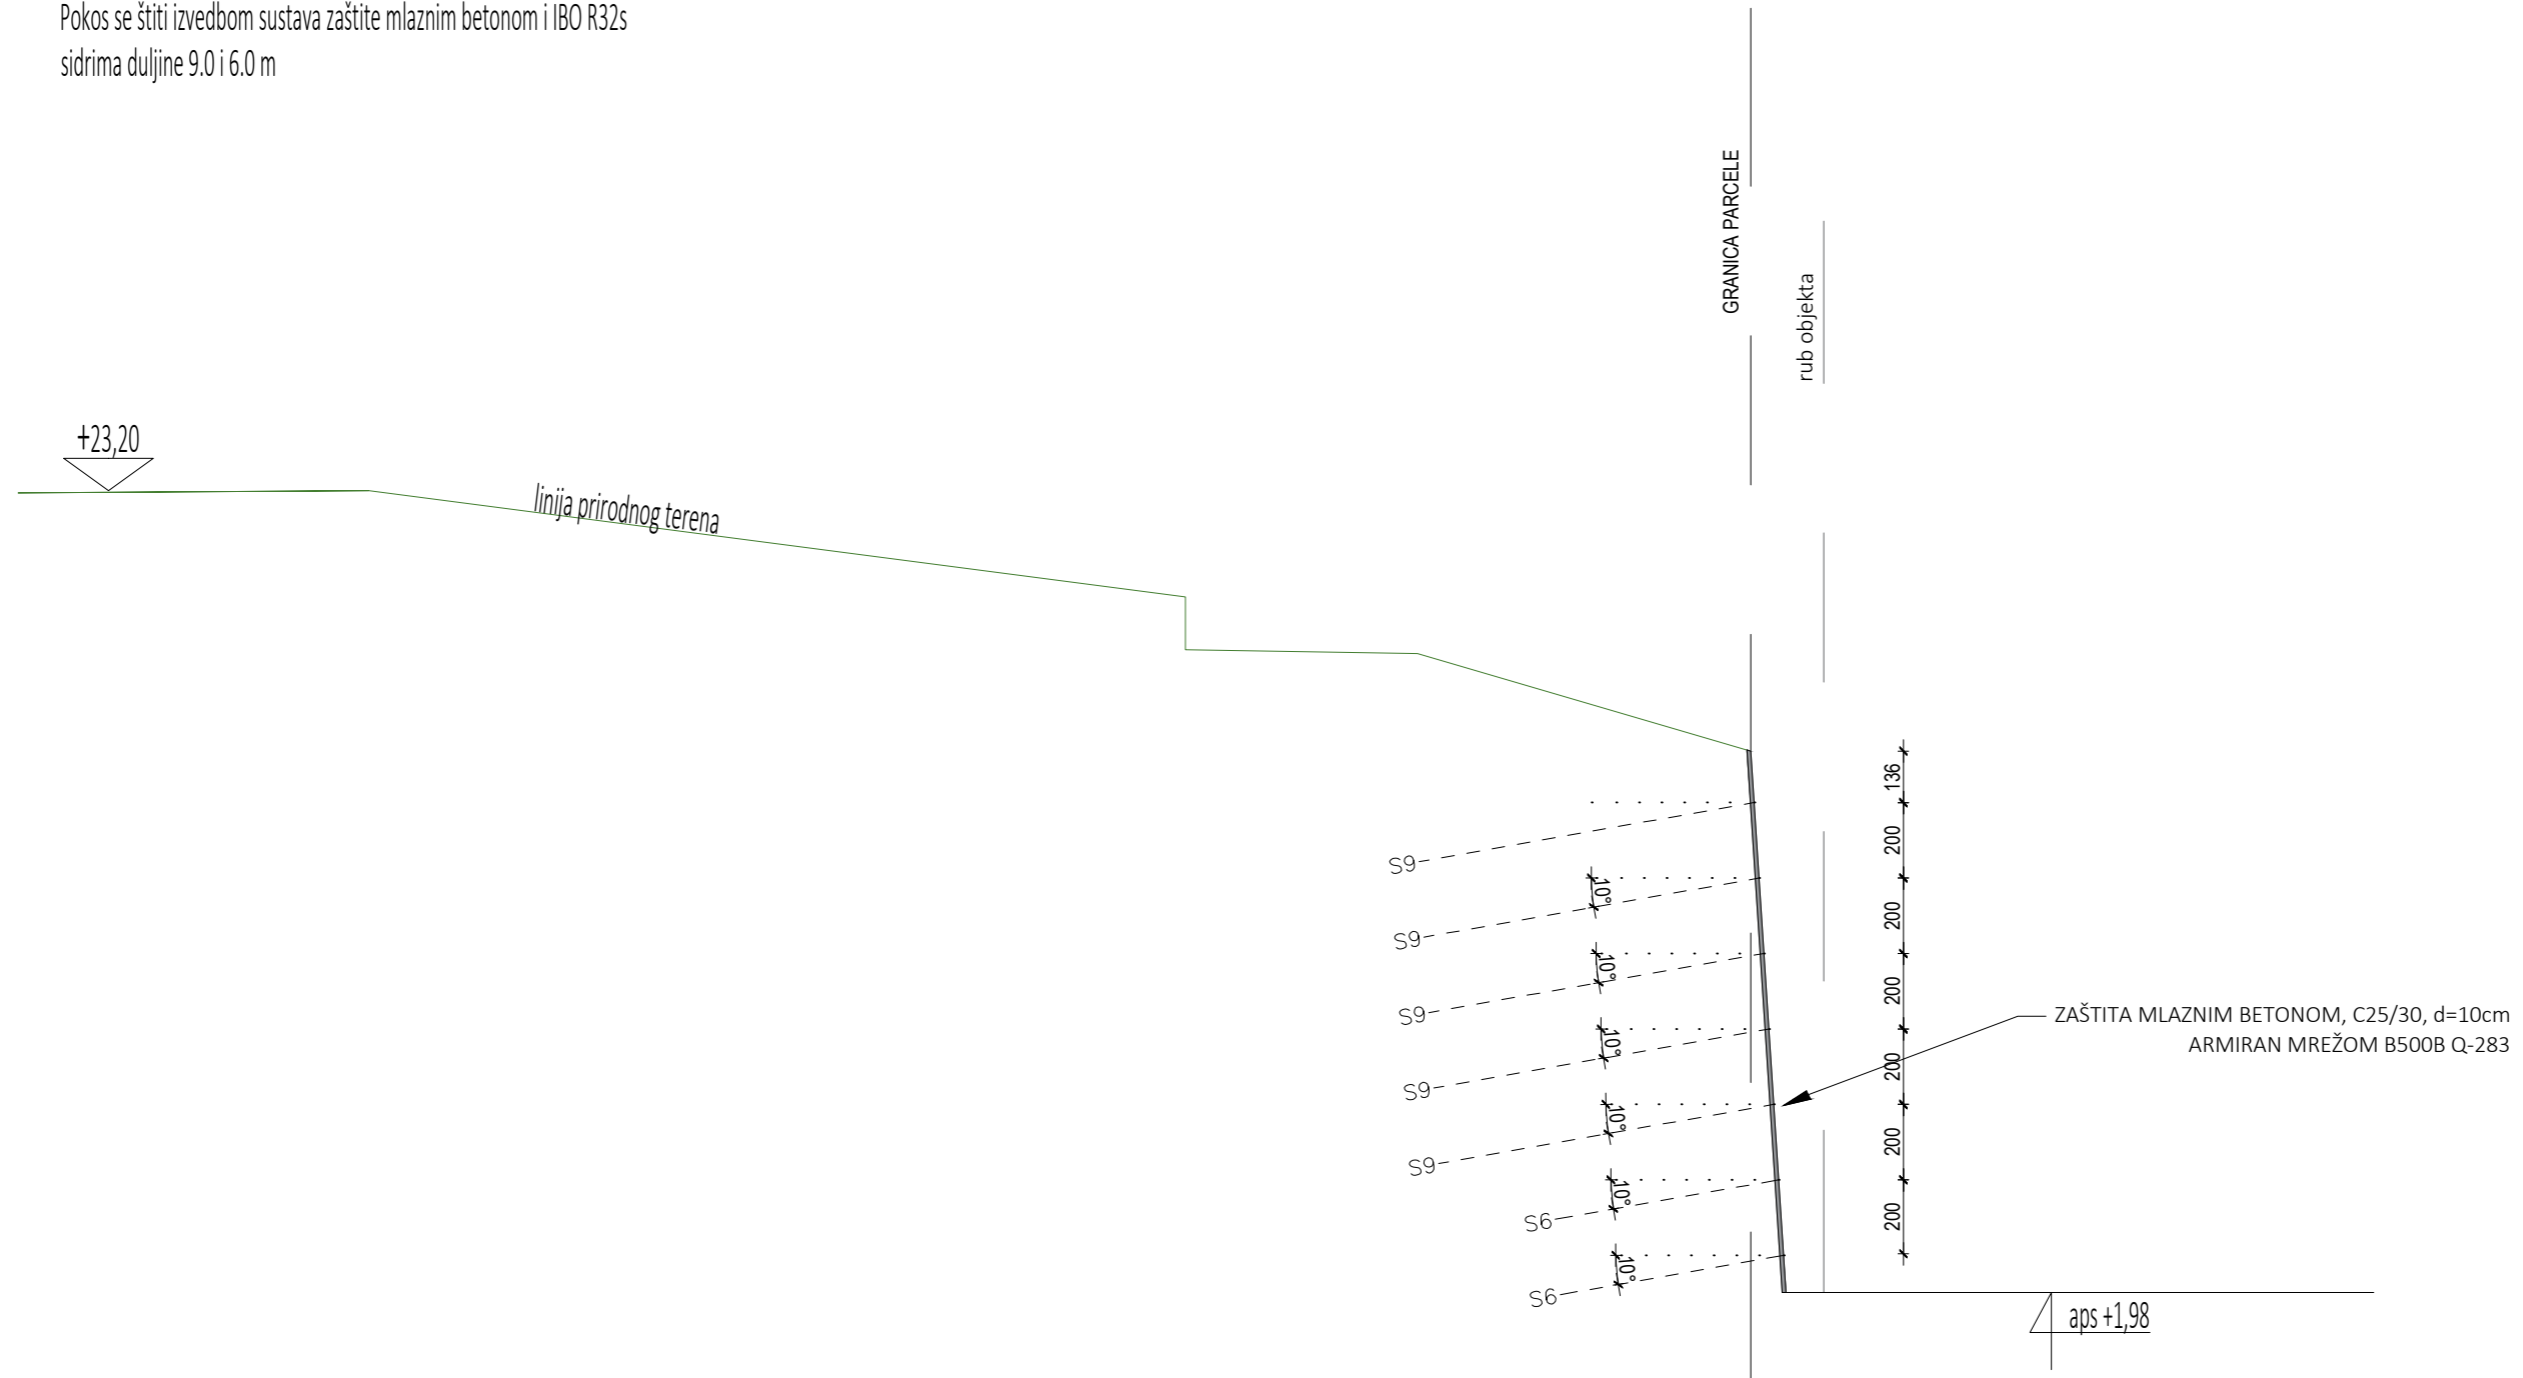 Pokos se štiti izvedbom sustava zaštite mlaznim betonom i IBO R32s
sidrima duljine 9.0 i 6.0 m
GRANICA PARCELE
rub objekta
+23,20
linija prirodnog terena
136
200
200
200
200
200
200
S9
S9
10°
S9
10°
S9
10°
S9
10°
S6
10°
S6
10°
ZAŠTITA MLAZNIM BETONOM, C25/30, d=10cm
ARMIRAN MREŽOM B500B Q-283
aps +1,98